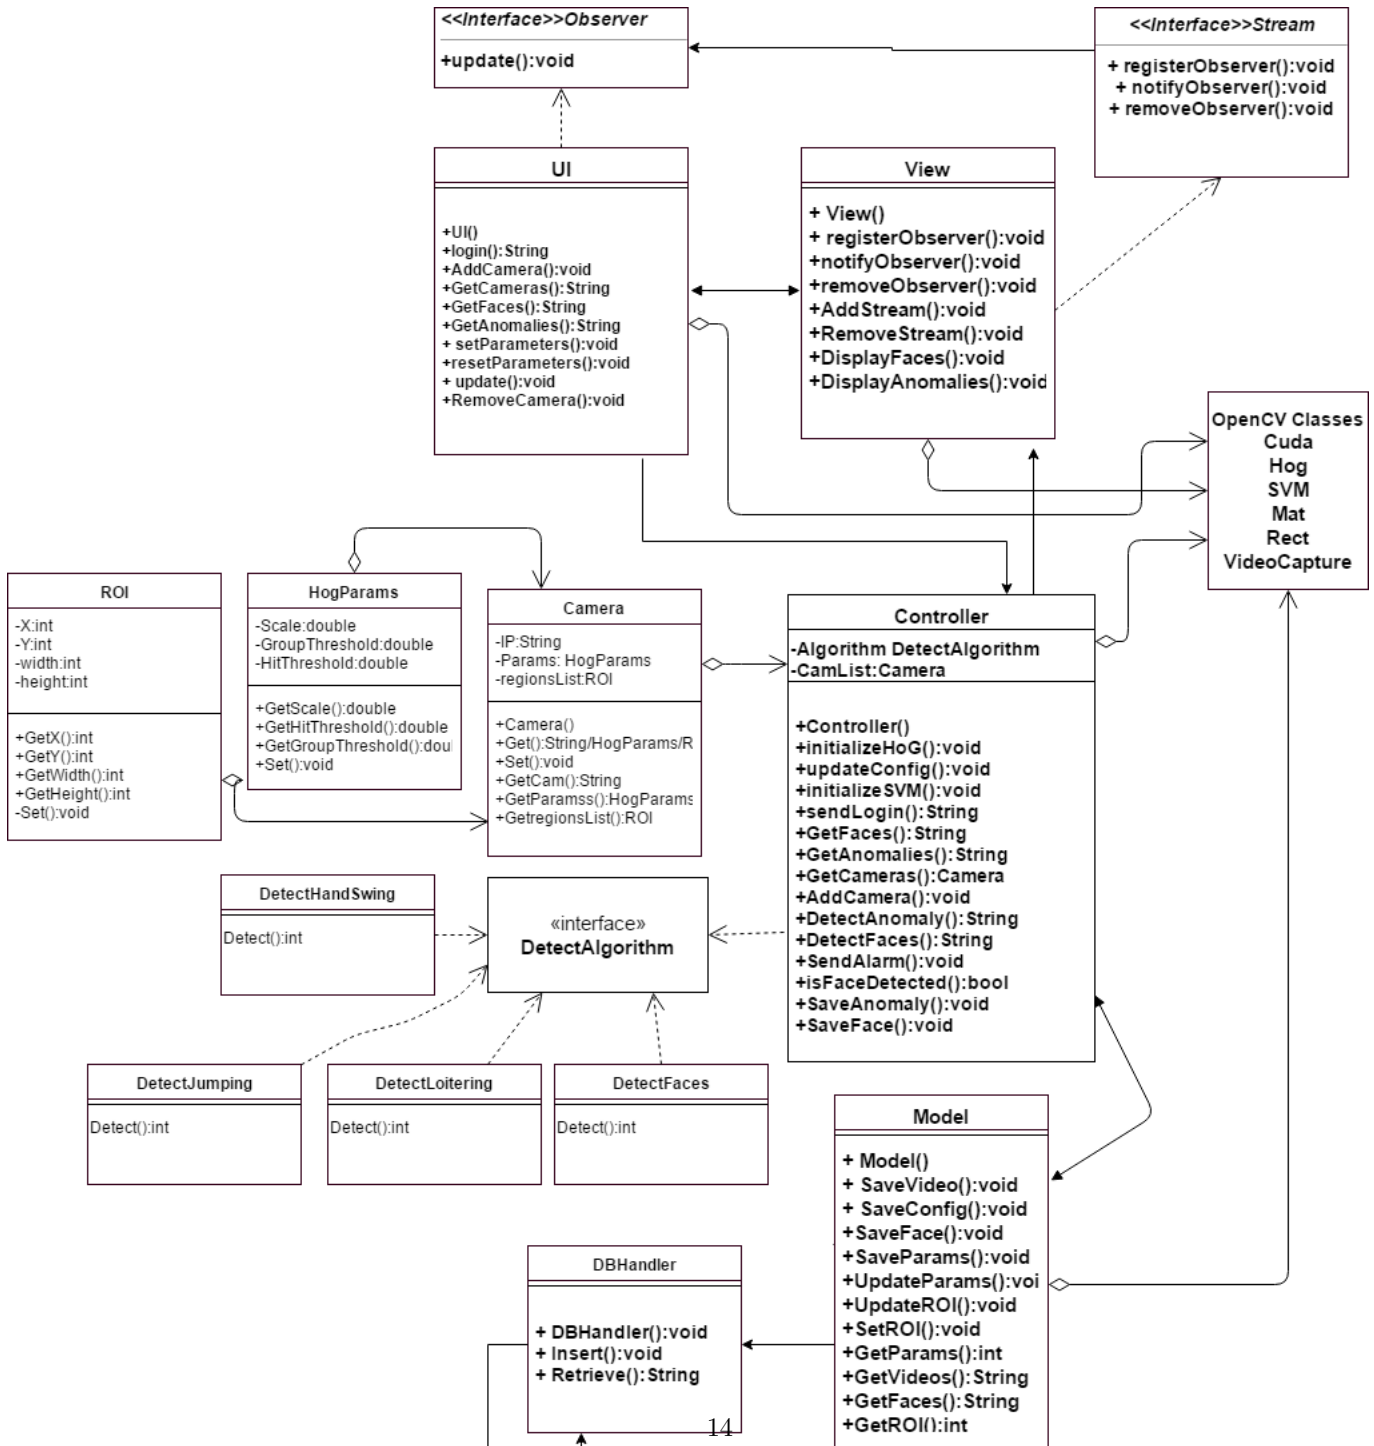 <<Interface>>Observer
+update():void
<<Interface>>Stream
+ registerObserver():void
+ notifyObserver():void
+ removeObserver():void
UI
+UI()
+login():String
+AddCamera():void
+GetCameras():String
+GetFaces():String
+GetAnomalies():String
+ setParameters():void
+resetParameters():void
+ update():void
+RemoveCamera():void
View
+ View()
+ registerObserver():void
+notifyObserver():void
+removeObserver():void
+AddStream():void
+RemoveStream():void
+DisplayFaces():void
+DisplayAnomalies():void
OpenCV Classes
Cuda
Hog
SVM
Mat
Rect
VideoCapture
ROI
-X:int
-Y:int
-width:int
-height:int
+GetX():int
+GetY():int
+GetWidth():int
+GetHeight():int
-Set():void
HogParams
-Scale:double
-GroupThreshold:double
-HitThreshold:double
+GetScale():double
+GetHitThreshold():double
+GetGroupThreshold():doul
+Set():void
Camera
-IP:String
-Params: HogParams
-regionsList:ROI
+Camera()
+Get():String/HogParams/R
+Set():void
+GetCam():String
+GetParamss():HogParams
+GetregionsList():ROI
Controller
-Algorithm DetectAlgorithm
-CamList:Camera
+Controller()
+initializeHoG():void
+updateConfig():void
+initializeSVM():void
+sendLogin():String
+GetFaces():String
+GetAnomalies():String
+GetCameras():Camera
+AddCamera():void
+DetectAnomaly():String
+DetectFaces():String
+SendAlarm():void
+isFaceDetected():bool
+SaveAnomaly():void
+SaveFace():void
DetectHandSwing
Detect():int
«interface»
DetectAlgorithm
DetectJumping
Detect():int
DetectLoitering
Detect():int
DetectFaces
Detect():int
Model
+ Model()
+ SaveVideo():void
+ SaveConfig():void
+SaveFace():void
+SaveParams():void
+UpdateParams():voi
+UpdateROI():void
+SetROI():void
+GetParams():int
+GetVideos():String
+GetFaces():String
+GetROI():int
DBHandler
+ DBHandler():void
+ Insert():void
+ Retrieve():String
14